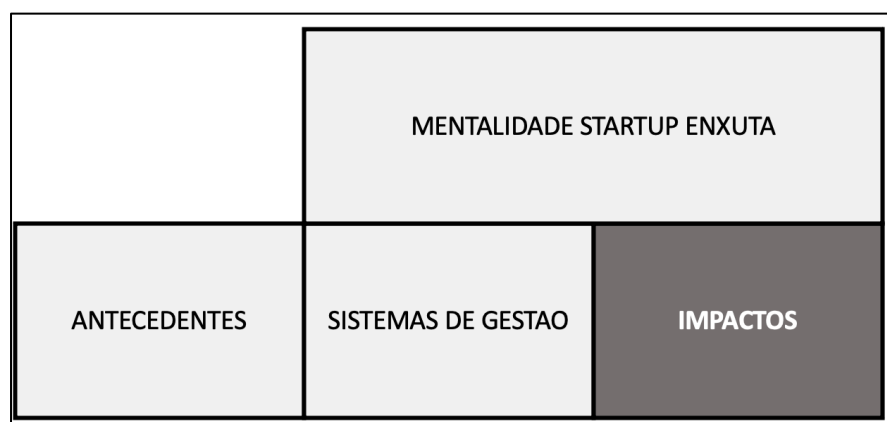 MENTALIDADE STARTUP ENXUTA
ANTECEDENTES
SISTEMAS DE GESTAO
IMPACTOS